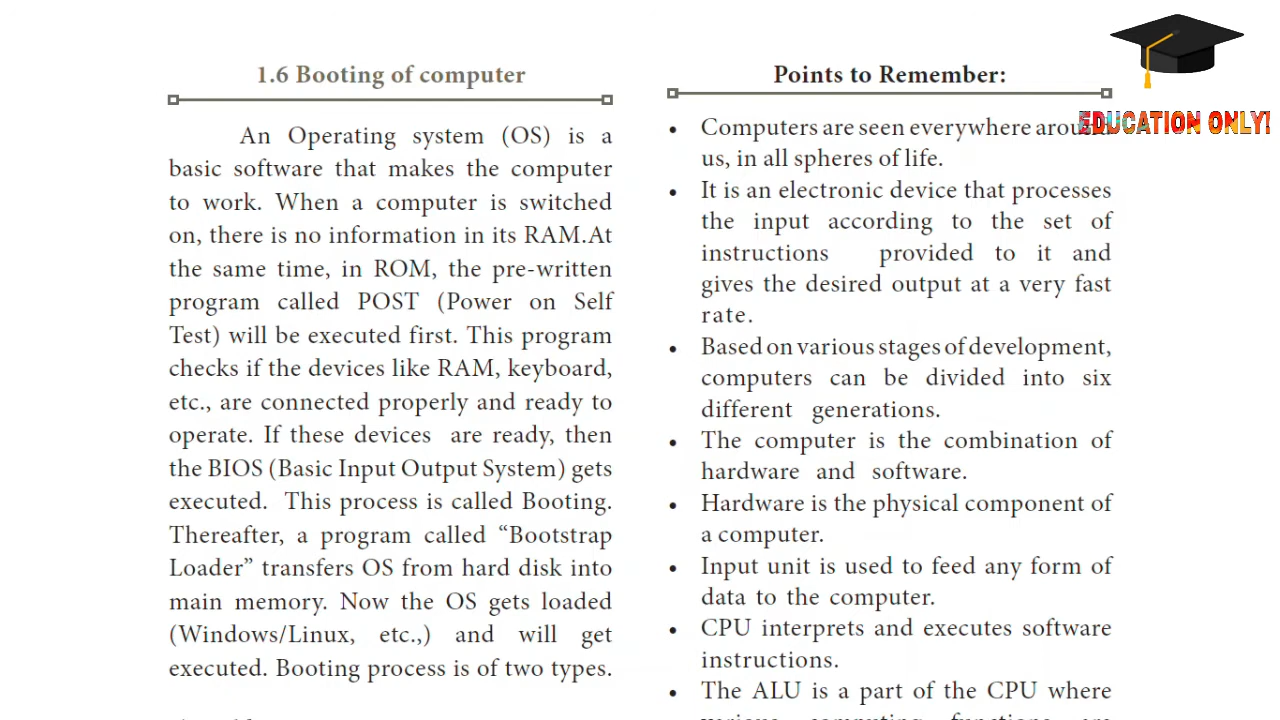 1.6 Booting of computer
An Operating system (OS) is a
basic software that makes the computer
to work. When a computer is switched
on, there is no information in its RAM.At
the same time, in ROM, the pre-written
program called POST (Power on Self
Test) will be executed first. This program
checks if the devices like RAM, keyboard,
etc., are connected properly and ready to
operate. If these devices are ready, then
the BIOS (Basic Input Output System) gets
executed. This process is called Booting.
Thereafter, a program called “Bootstrap
Loader” transfers OS from hard disk into
main memory. Now the OS gets loaded
(Windows/Linux, etc.,) and will get
executed. Booting process is of two types.
Points to Remember:
• Computers are seen everywhere around
us, in all spheres of life.
• It is an electronic device that processes
the input according to the set of
instructions provided to it and
gives the desired output at a very fast
rate.
• Based on various stages of development,
computers can be divided into six
different generations.
• The computer is the combination of
hardware and software.
• Hardware is the physical component of
a computer.
• Input unit is used to feed any form of
data to the computer.
• CPU interprets and executes software
instructions.
• The ALU is a part of the CPU where
various computing functions are
EDUCATION ONLY!